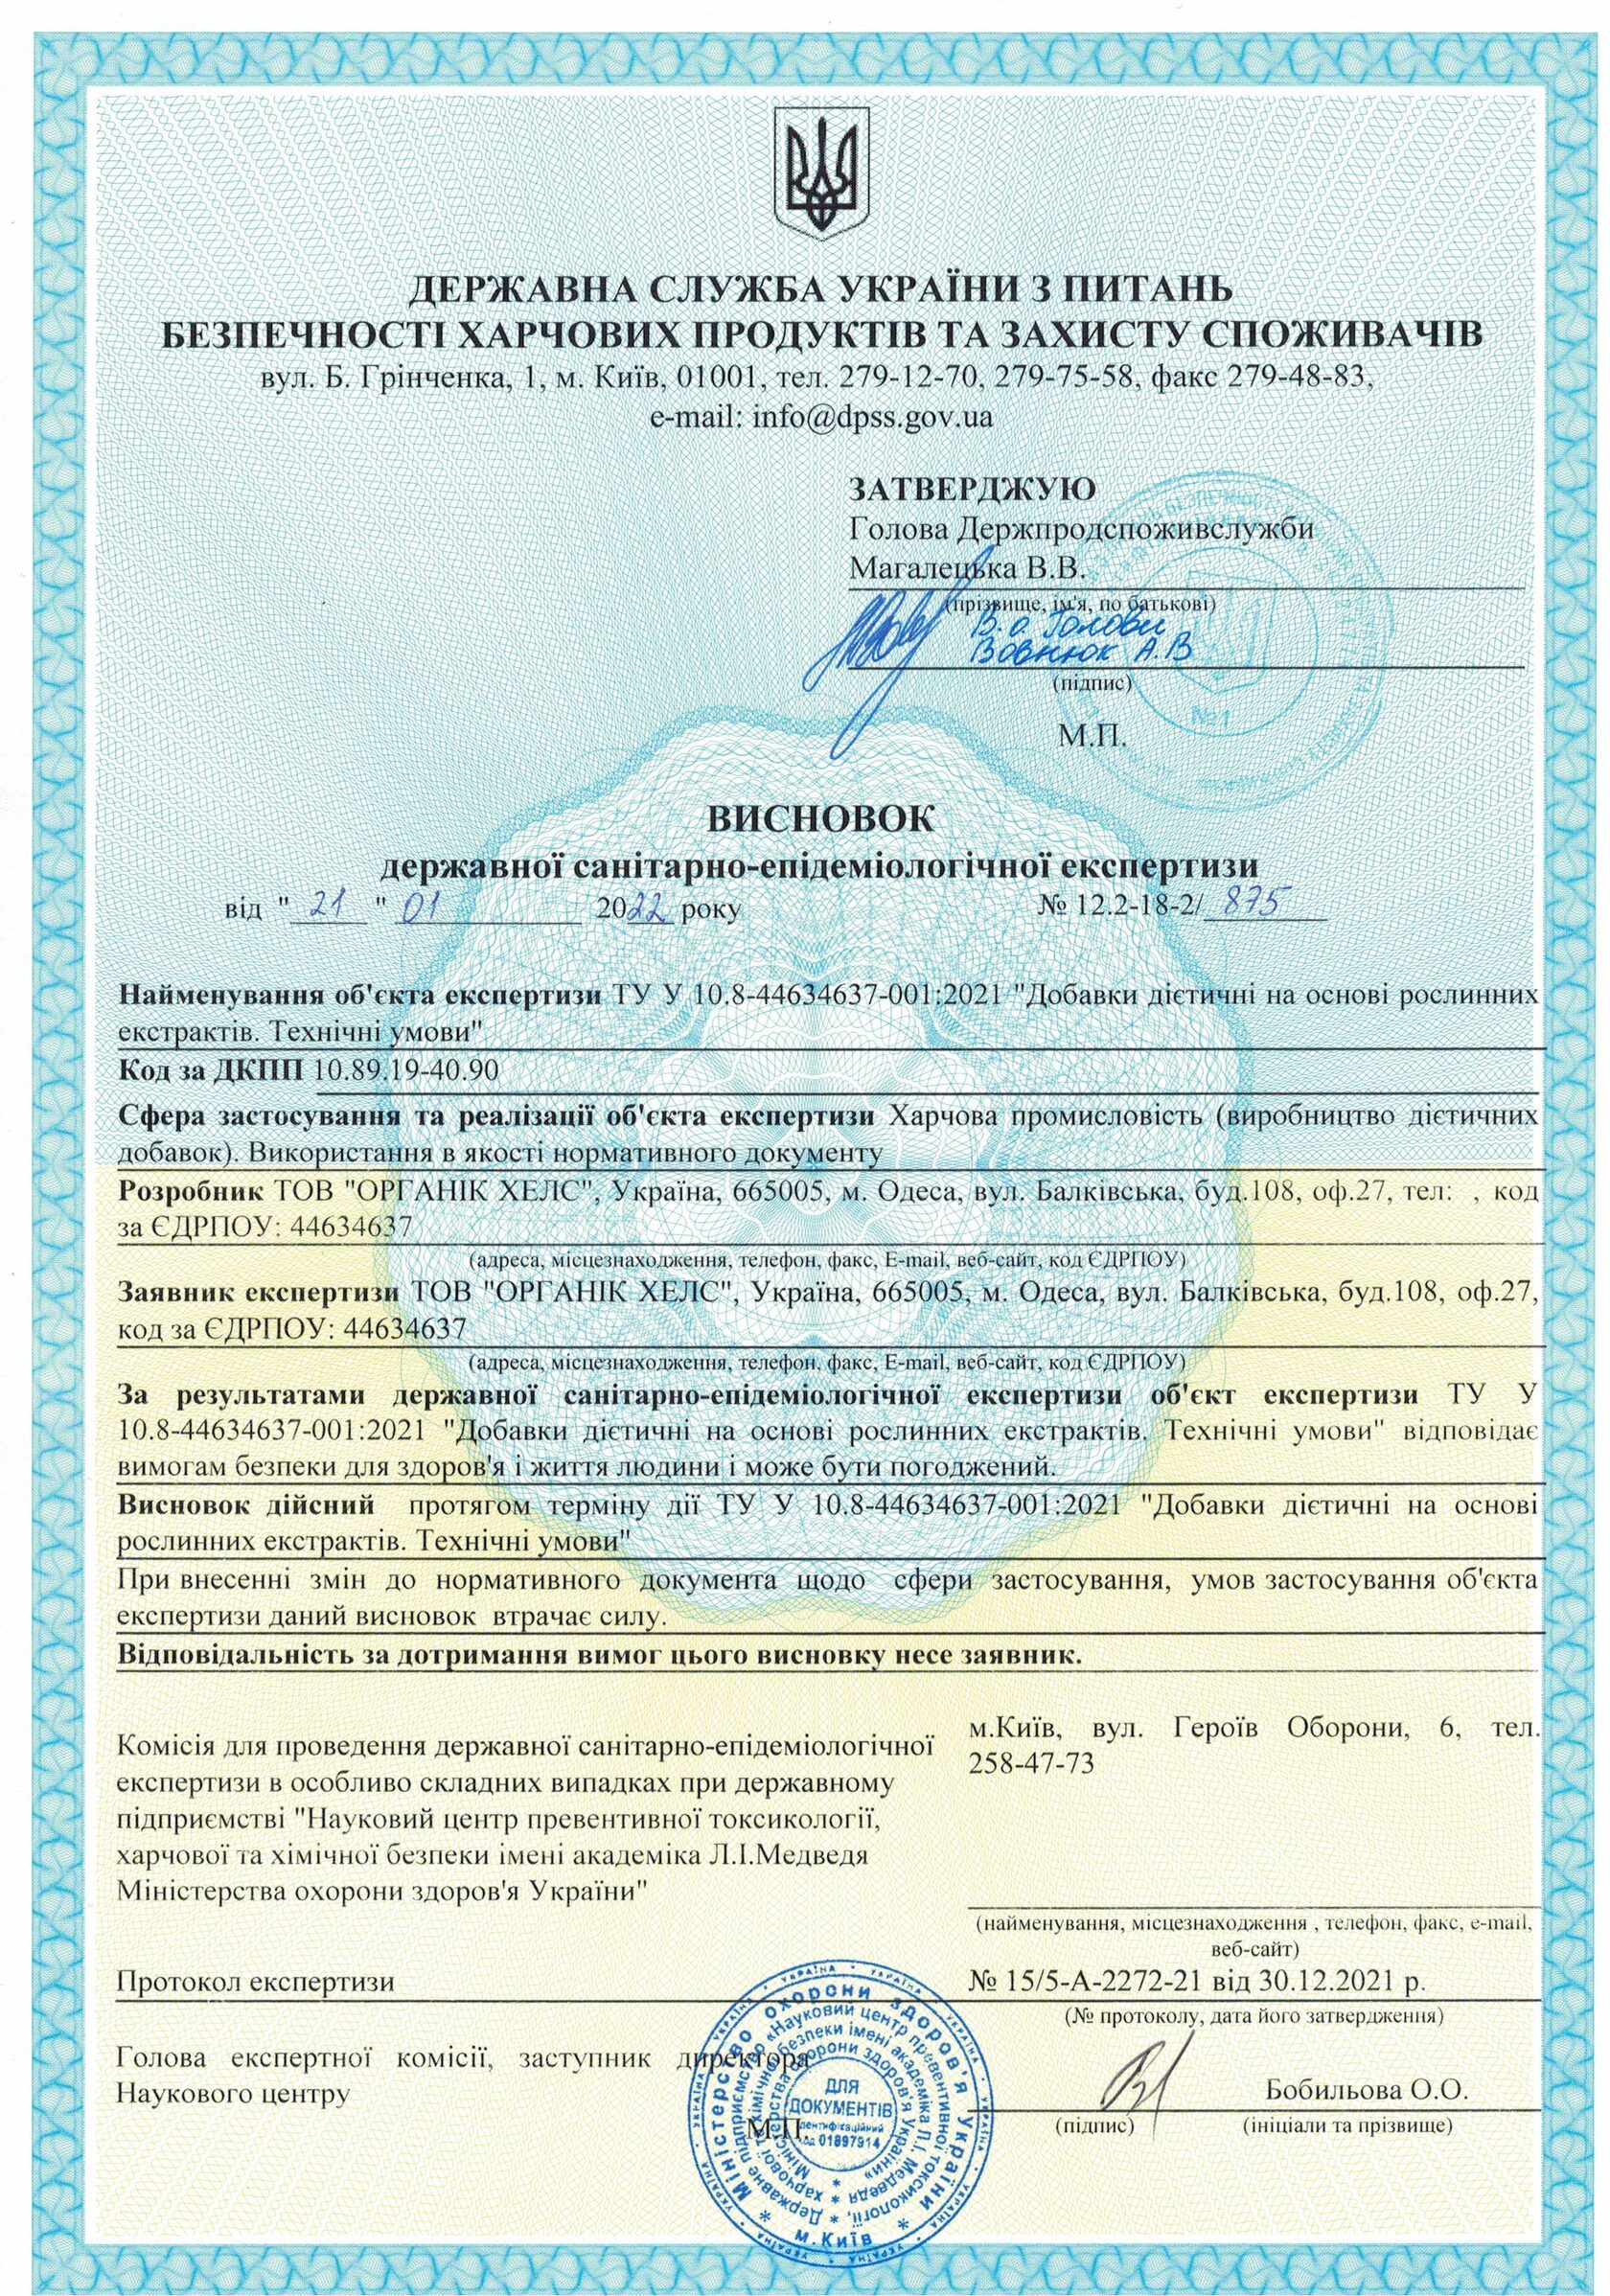 ДЕРЖАВНА СЛУЖБА УКРАЇНИ З ПИТАНЬ
БЕЗПЕЧНОСТІ ХАРЧОВИХ ПРОДУКТІВ ТА ЗАХИСТУ СПОЖИВАЧІВ
вул. Б. Грінченка, 1, м. Київ, 01001, тел. 279-12-70, 279-75-58, факс 279-48-83,
e-mail: info@dpss.gov.ua
ЗАТВЕРДЖУЮ
Голова Держпродспоживслужби
Магалецька В.В.
(прізвище, ім'я, по батькові)
В.о. Голови
Вовнюк А.В
(підпис)
№1
М.П.
ВИСНОВОК
державної санітарно-епідеміологічної експертизи
від " 21 " 01 2022 року № 12.2-18-2/ 875
Найменування об'єкта експертизи ТУ У 10.8-44634637-001:2021 "Добавки дієтичні на основі рослинних
екстрактів. Технічні умови"
Код за ДКПП 10.89.19-40.90
Сфера застосування та реалізації об'єкта експертизи Харчова промисловість (виробництво дієтичних
добавок). Використання в якості нормативного документу
Розробник ТОВ "ОРГАНІК ХЕЛС", Україна, 665005, м. Одеса, вул. Балківська, буд.108, оф.27, тел: , код
за ЄДРПОУ: 44634637
(адреса, місцезнаходження, телефон, факс, E-mail, веб-сайт, код ЄДРПОУ)
Заявник експертизи ТОВ "ОРГАНІК ХЕЛС", Україна, 665005, м. Одеса, вул. Балківська, буд.108, оф.27,
код за ЄДРПОУ: 44634637
(адреса, місцезнаходження, телефон, факс, E-mail, веб-сайт, код ЄДРПОУ)
За результатами державної санітарно-епідеміологічної експертизи об'єкт експертизи ТУ У
10.8-44634637-001:2021 "Добавки дієтичні на основі рослинних екстрактів. Технічні умови" відповідає
вимогам безпеки для здоров'я і життя людини і може бути погоджений.
Висновок дійсний протягом терміну дії ТУ У 10.8-44634637-001:2021 "Добавки дієтичні на основі
рослинних екстрактів. Технічні умови"
При внесенні змін до нормативного документа щодо сфери застосування, умов застосування об'єкта
експертизи даний висновок втрачає силу.
Відповідальність за дотримання вимог цього висновку несе заявник.
Комісія для проведення державної санітарно-епідеміологічної
експертизи в особливо складних випадках при державному
підприємстві "Науковий центр превентивної токсикології,
харчової та хімічної безпеки імені академіка Л.І.Медведя
Міністерства охорони здоров'я України"
м.Київ, вул. Героїв Оборони, 6, тел.
258-47-73
(найменування, місцезнаходження , телефон, факс, e-mail,
веб-сайт)
Протокол експертизи № 15/5-А-2272-21 від 30.12.2021 р.
(№ протоколу, дата його затвердження)
Голова експертної комісії, заступник директора
Наукового центру
Бобильова О.О.
(підпис) (ініціали та прізвище)
М.П.
Міністерство охорони здоров'я України
м. Київ
Державне підприємство «Науковий центр превентивної токсикології,
харчової та хімічної безпеки імені академіка Л.І. Медведя
Міністерства охорони здоров'я України»
ДЛЯ
ДОКУМЕНТІВ
ідентифікаційний
код 01897914